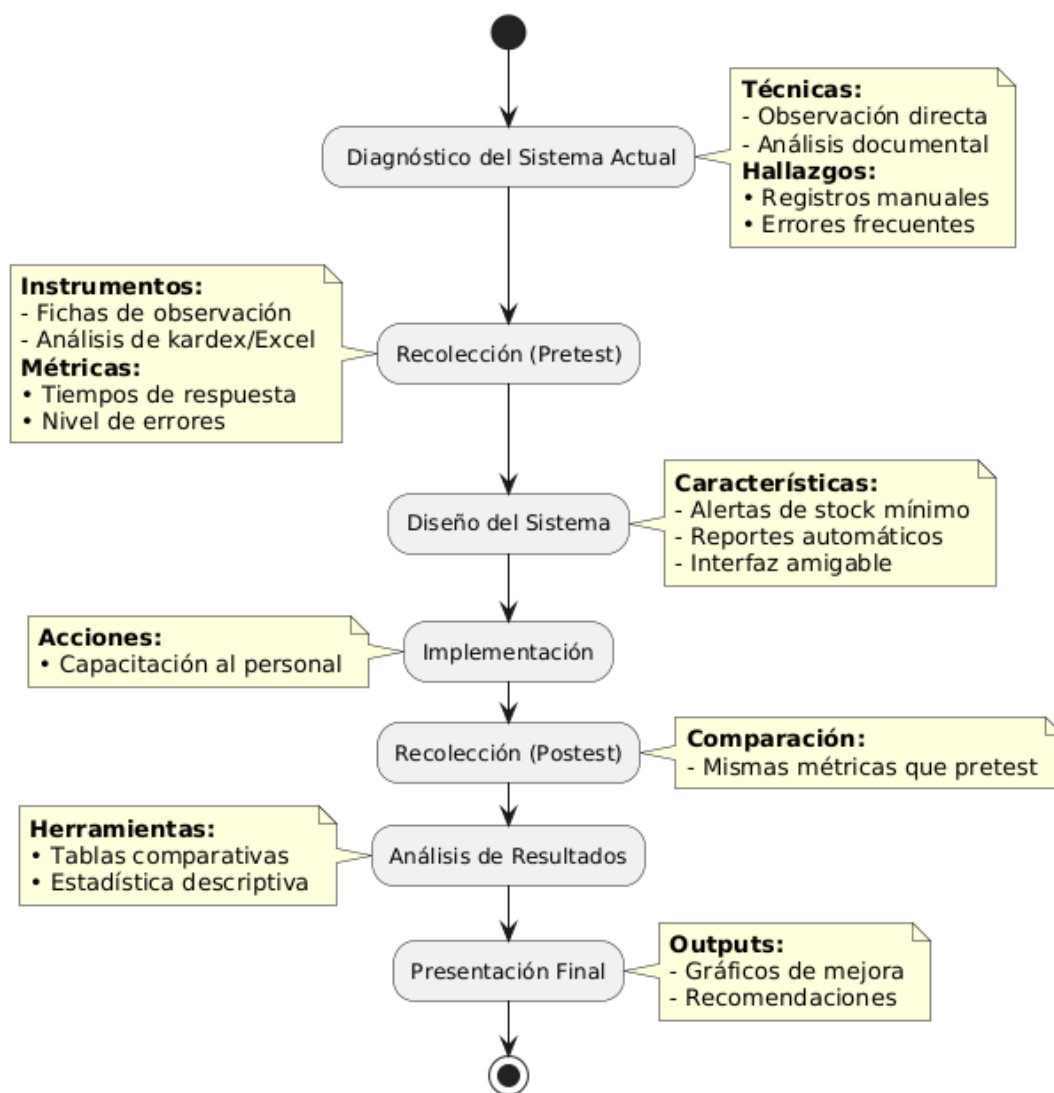 Diagnóstico del Sistema Actual
Técnicas:
- Observación directa
- Análisis documental
Hallazgos:
• Registros manuales
• Errores frecuentes
Instrumentos:
- Fichas de observación
- Análisis de kardex/Excel
Métricas:
• Tiempos de respuesta
• Nivel de errores
Recolección (Pretest)
Diseño del Sistema
Características:
- Alertas de stock mínimo
- Reportes automáticos
- Interfaz amigable
Acciones:
• Capacitación al personal
Implementación
Recolección (Postest)
Comparación:
- Mismas métricas que pretest
Herramientas:
• Tablas comparativas
• Estadística descriptiva
Análisis de Resultados
Presentación Final
Outputs:
- Gráficos de mejora
- Recomendaciones